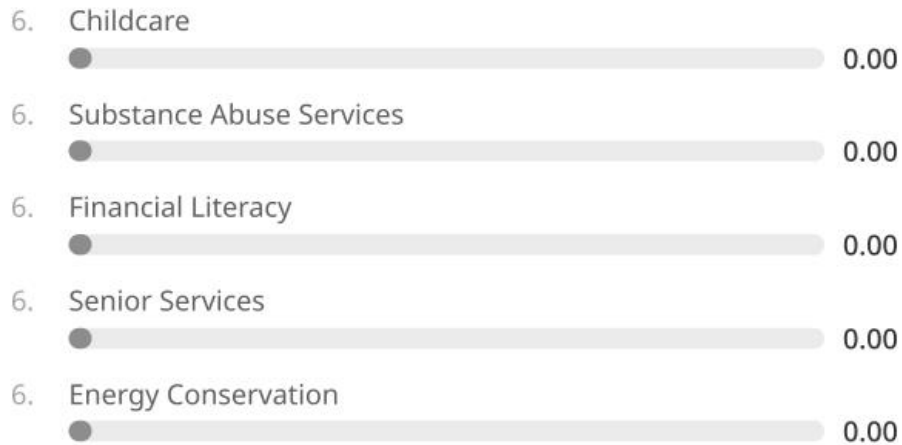 6. Childcare
0.00
6. Substance Abuse Services
0.00
6. Financial Literacy
0.00
6. Senior Services
0.00
6. Energy Conservation
0.00